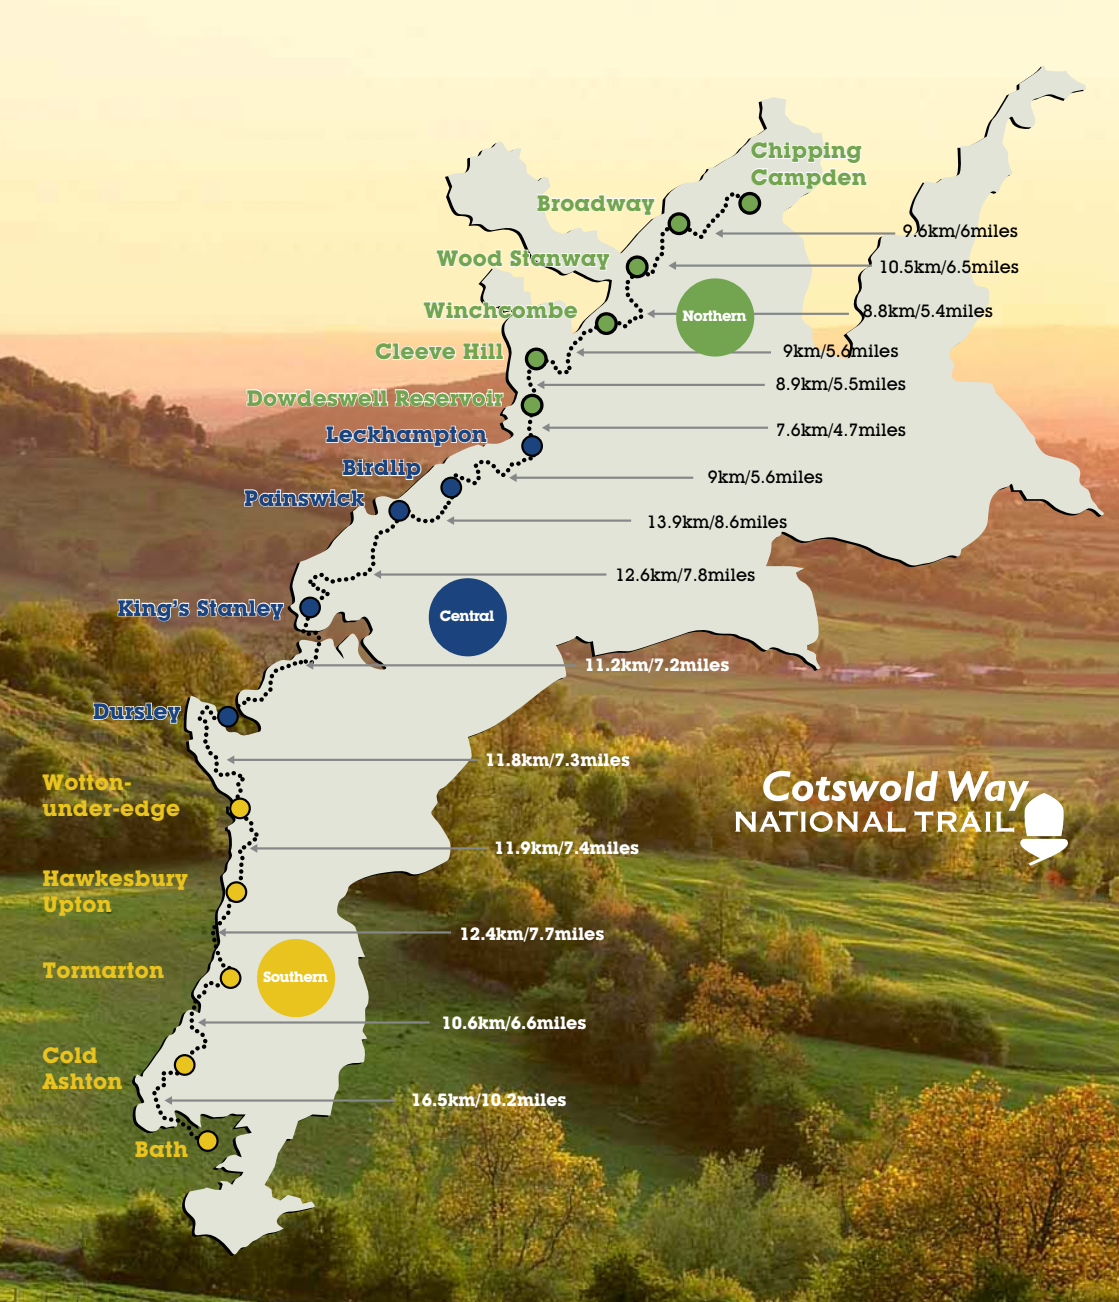 Chipping
Campden
Broadway
9.6km/6miles
Wood Stanway
10.5km/6.5miles
Winchcombe
Northern
8.8km/5.4miles
Cleeve Hill
9km/5.6miles
8.9km/5.5miles
Dowdeswell Reservoir
7.6km/4.7miles
Leckhampton
Birdlip
9km/5.6miles
Painswick
13.9km/8.6miles
12.6km/7.8miles
King's Stanley
Central
11.2km/7.2miles
Dursley
11.8km/7.3miles
Wotton-
under-edge
Cotswold Way
NATIONAL TRAIL
11.9km/7.4miles
Hawkesbury
Upton
12.4km/7.7miles
Tormarton
Southern
10.6km/6.6miles
Cold
Ashton
16.5km/10.2miles
Bath